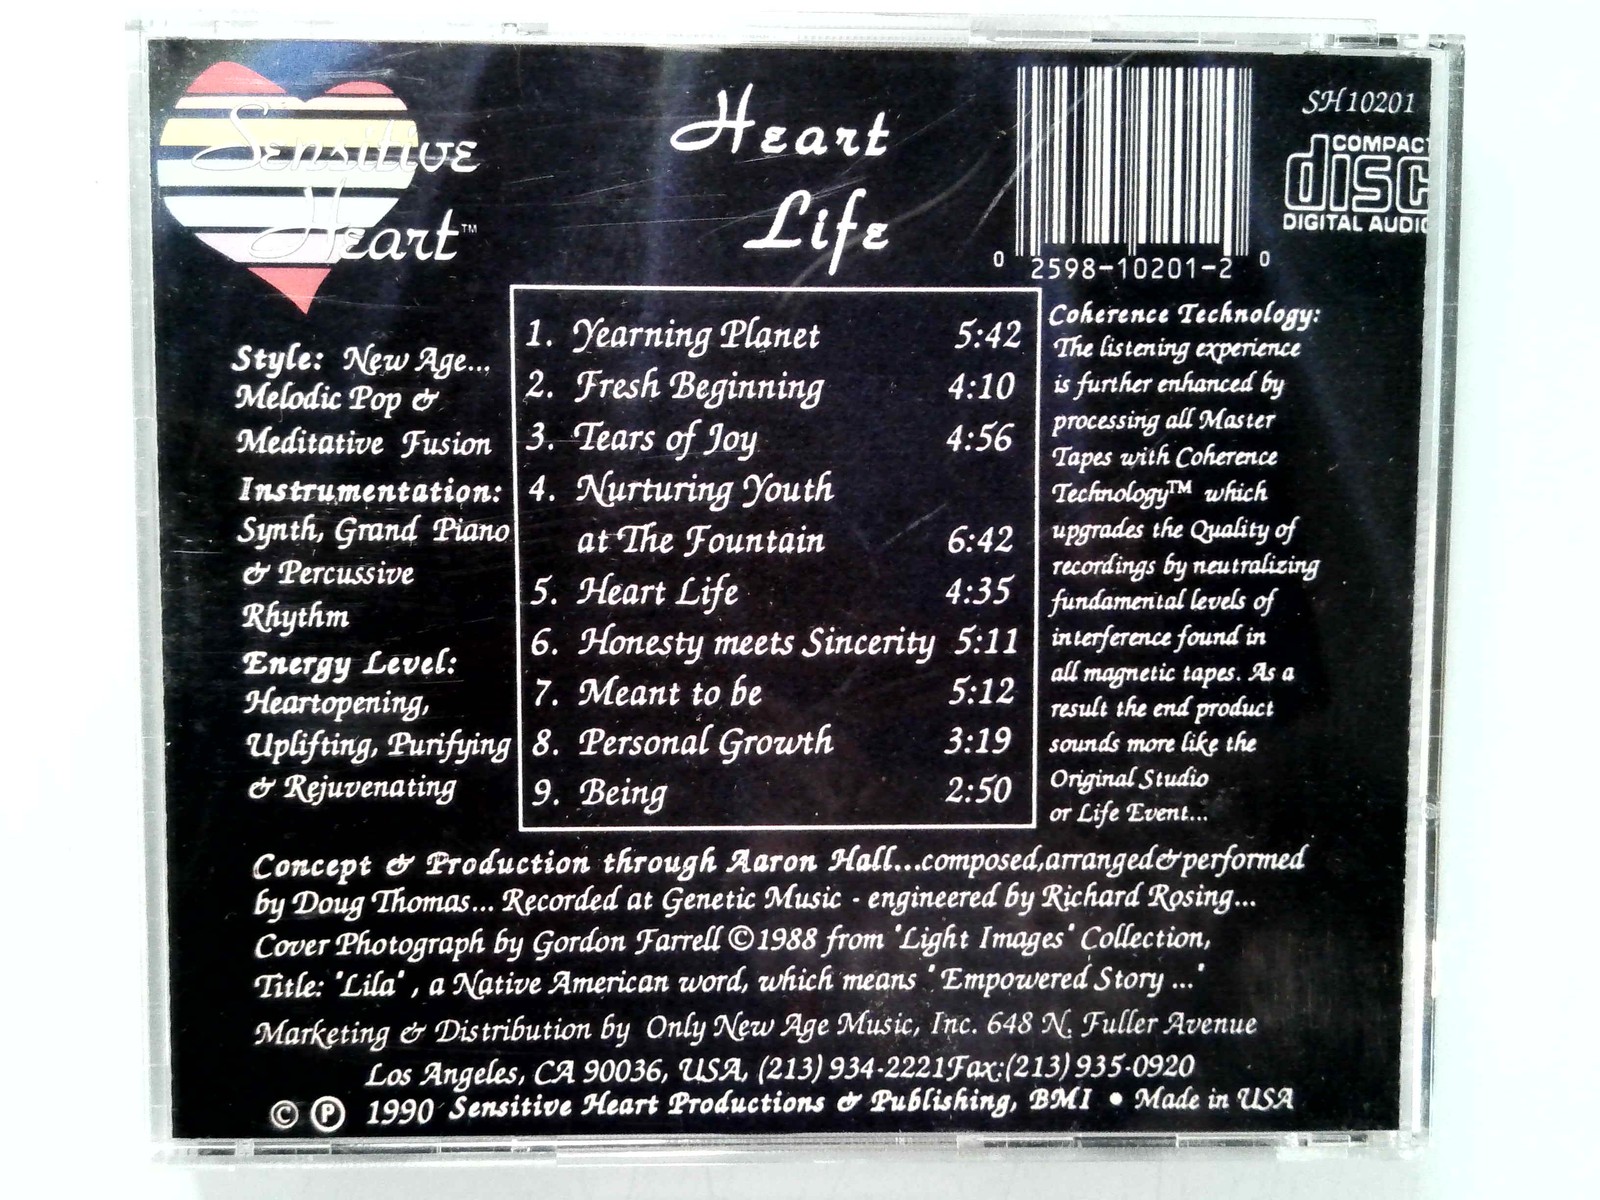 Sensitive
Heart™
Heart
Life
0 2598-10201-2 0
SH10201
COMPACT
disc
DIGITAL AUDIO
Style: New Age...
Melodic Pop &
Meditative Fusion
Instrumentation:
Synth, Grand Piano
& Percussive
Rhythm
Energy Level:
Heartopening,
Uplifting, Purifying
& Rejuvenating
1. Yearning Planet 5:42
2. Fresh Beginning 4:10
3. Tears of Joy 4:56
4. Nurturing Youth
at The Fountain 6:42
5. Heart Life 4:35
6. Honesty meets Sincerity 5:11
7. Meant to be 5:12
8. Personal Growth 3:19
9. Being 2:50
Coherence Technology:
The listening experience
is further enhanced by
processing all Master
Tapes with Coherence
Technology™ which
upgrades the Quality of
recordings by neutralizing
fundamental levels of
interference found in
all magnetic tapes. As a
result the end product
sounds more like the
Original Studio
or Life Event...
Concept & Production through Aaron Hall...composed,arranged&performed
by Doug Thomas... Recorded at Genetic Music - engineered by Richard Rosing...
Cover Photograph by Gordon Farrell ©1988 from "Light Images" Collection,
Title: "Lila", a Native American word, which means "Empowered Story ..."
Marketing & Distribution by Only New Age Music, Inc. 648 N. Fuller Avenue
Los Angeles, CA 90036, USA, (213) 934-2221Fax:(213) 935-0920
© ℗ 1990 Sensitive Heart Productions & Publishing, BMI • Made in USA